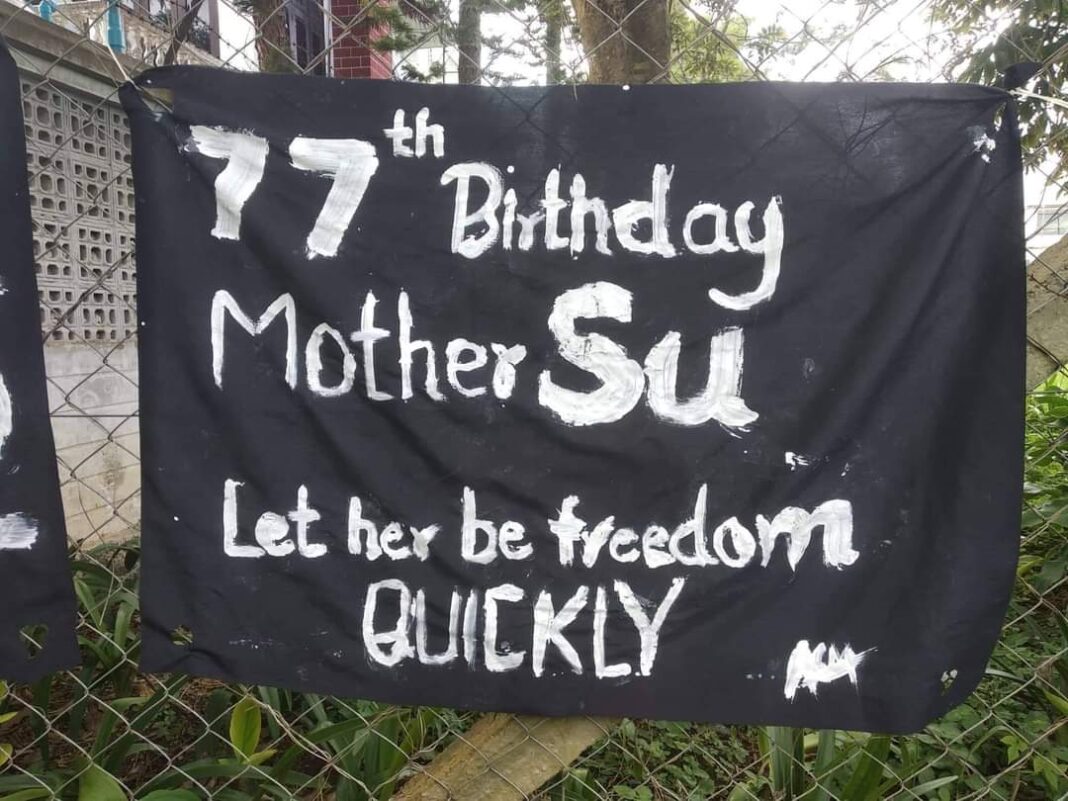 77th Birthday
Mother Su
Let her be freedom
QUICKLY